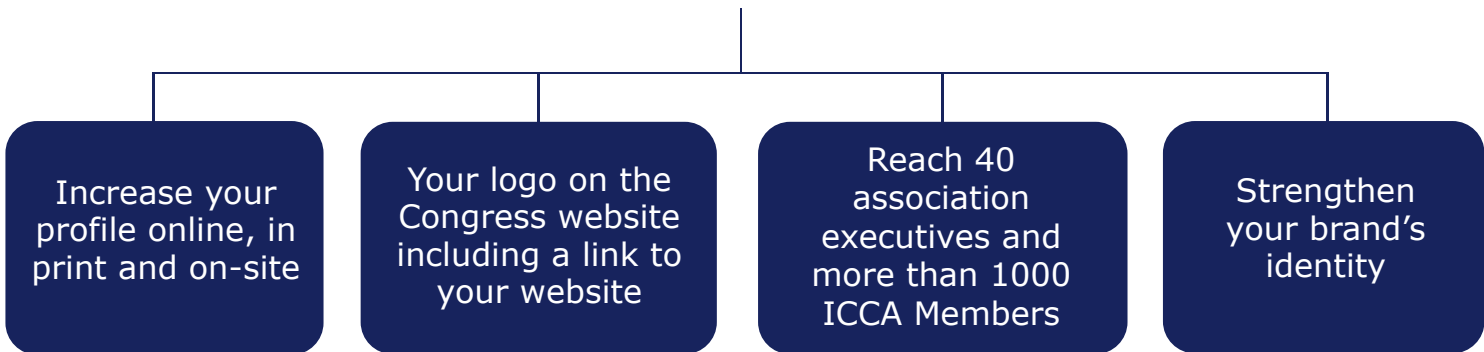 Increase your
profile online, in
print and on-site
Your logo on the
Congress website
including a link to
your website
Reach 40
association
executives and
more than 1000
ICCA Members
Strengthen
your brand’s
identity